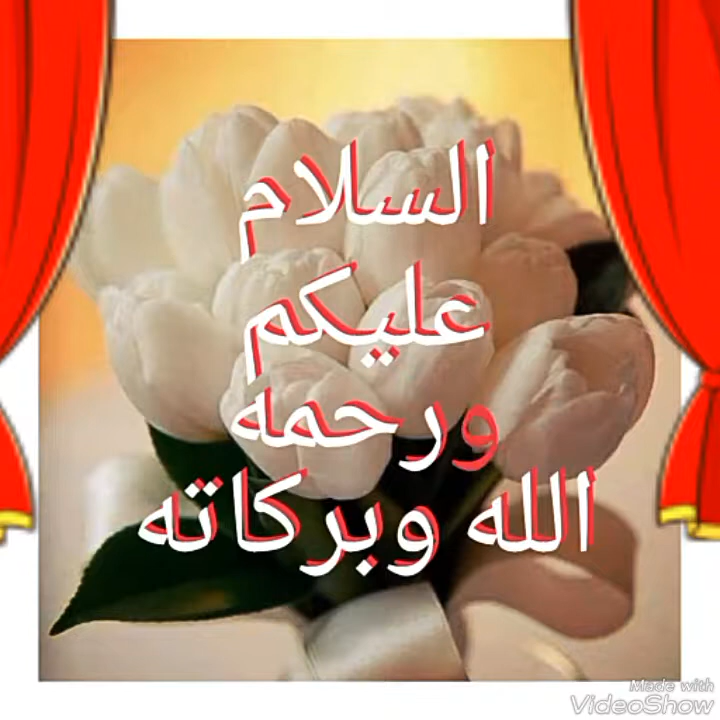 السلام
عليكم
ورحمه
الله وبركاته
Made with
VideoShow